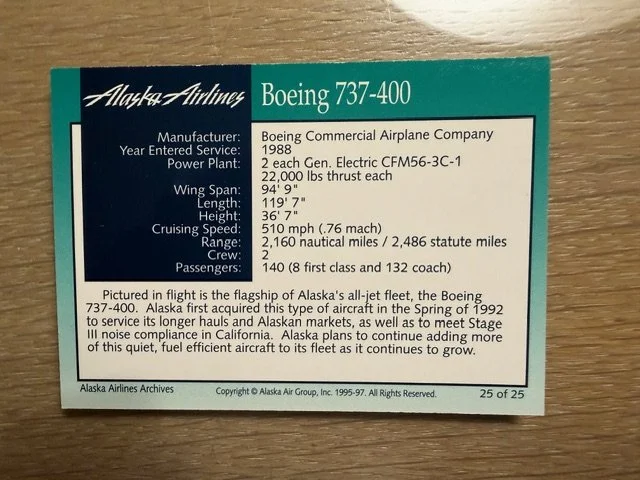 Alaska Airlines Boeing 737-400
Manufacturer: Boeing Commercial Airplane Company
Year Entered Service: 1988
Power Plant: 2 each Gen. Electric CFM56-3C-1
22,000 lbs thrust each
Wing Span: 94' 9"
Length: 119' 7"
Height: 36' 7"
Cruising Speed: 510 mph (.76 mach)
Range: 2,160 nautical miles / 2,486 statute miles
Crew: 2
Passengers: 140 (8 first class and 132 coach)
Pictured in flight is the flagship of Alaska's all-jet fleet, the Boeing
737-400. Alaska first acquired this type of aircraft in the Spring of 1992
to service its longer hauls and Alaskan markets, as well as to meet Stage
III noise compliance in California. Alaska plans to continue adding more
of this quiet, fuel efficient aircraft to its fleet as it continues to grow.
Alaska Airlines Archives Copyright © Alaska Air Group, Inc. 1995-97. All Rights Reserved. 25 of 25